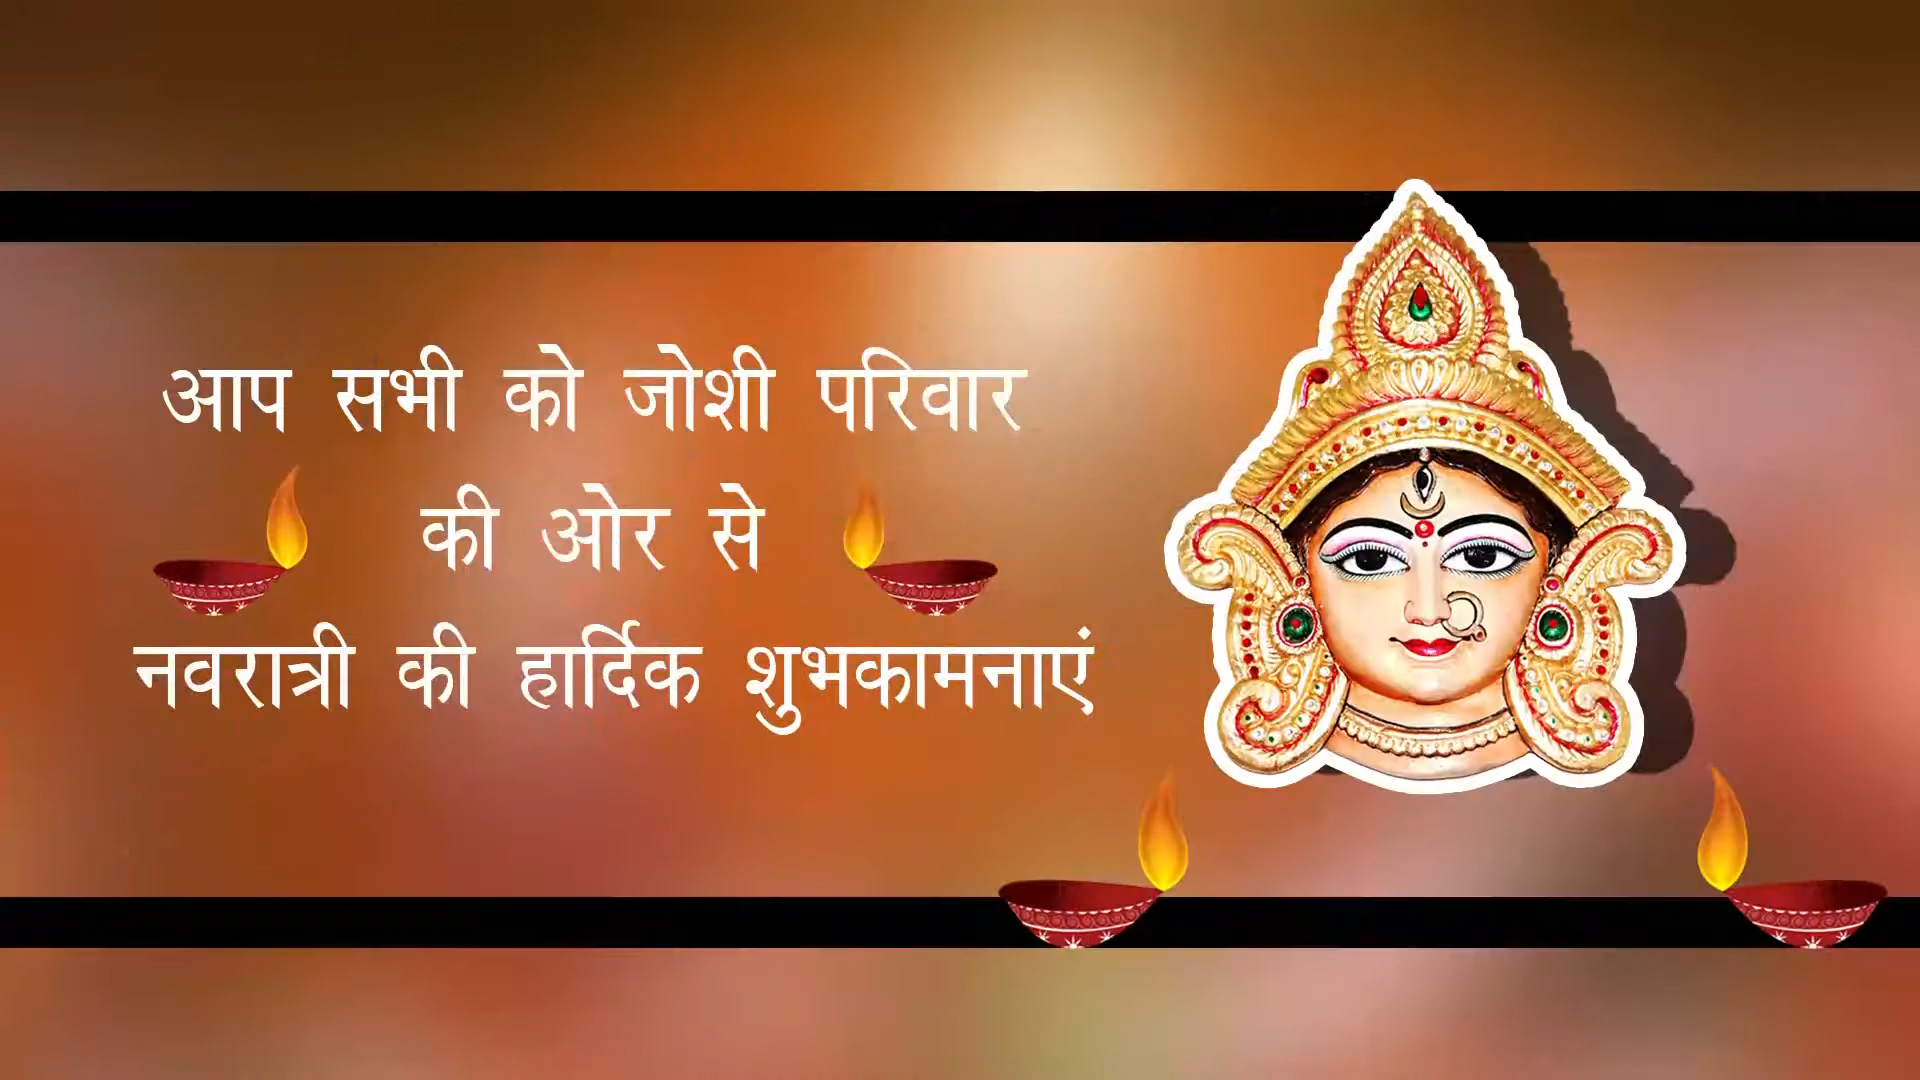 आप सभी को जोशी परिवार
की ओर से
नवरात्री की हार्दिक शुभकामनाएं